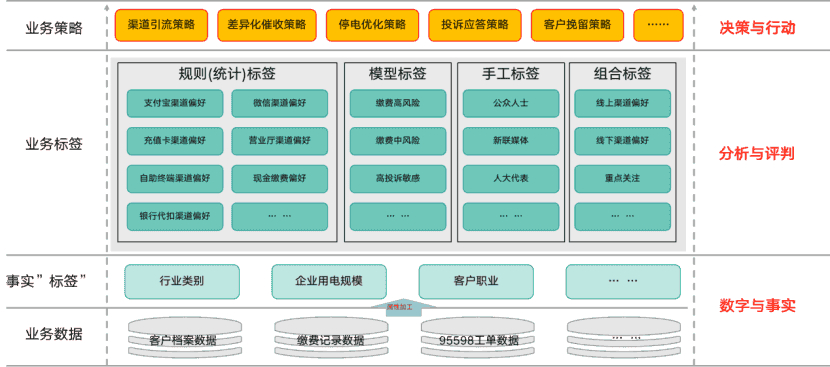 业务策略
渠道引流策略
差异化催收策略
停电优化策略
投诉应答策略
客户挽留策略
……
决策与行动
业务标签
规则(统计)标签
支付宝渠道偏好
微信渠道偏好
充值卡渠道偏好
营业厅渠道偏好
自助终端渠道偏好
现金缴费偏好
银行代扣渠道偏好
… …
模型标签
缴费高风险
缴费中风险
高投诉敏感
… …
手工标签
公众人士
新联媒体
人大代表
… …
组合标签
线上渠道偏好
线下渠道偏好
重点关注
… …
分析与评判
事实”标签”
行业类别
企业用电规模
客户职业
… …
数字与事实
属性加工
业务数据
客户档案数据
缴费记录数据
95598工单数据
… …